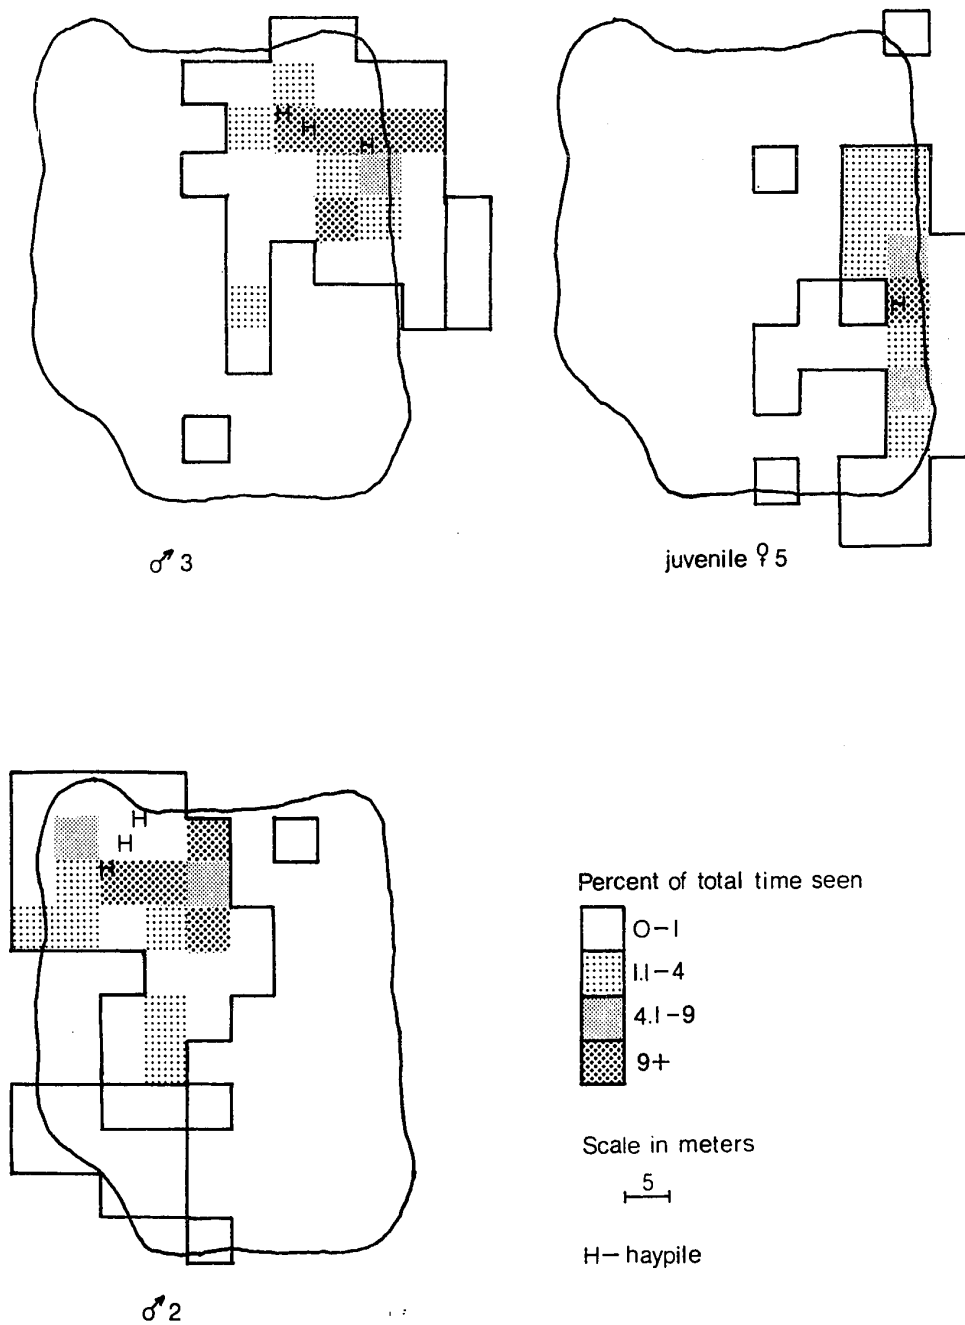 H
H
H
H
♂ 3
juvenile ♀ 5
H
H
H
Percent of total time seen
0–1
1.1–4
4.1–9
9+
Scale in meters
5
H – haypile
♂ 2